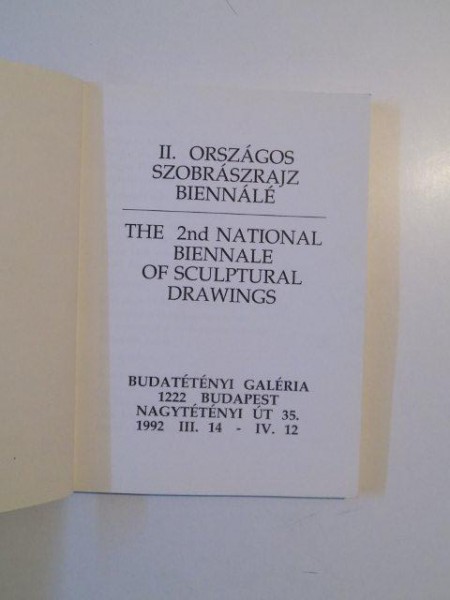 II. ORSZÁGOS
SZOBRÁSZRAJZ
BIENNÁLÉ
THE 2nd NATIONAL
BIENNALE
OF SCULPTURAL
DRAWINGS
BUDATÉTÉNYI GALÉRIA
1222 BUDAPEST
NAGYTÉTÉNYI ÚT 35.
1992 III. 14 - IV. 12